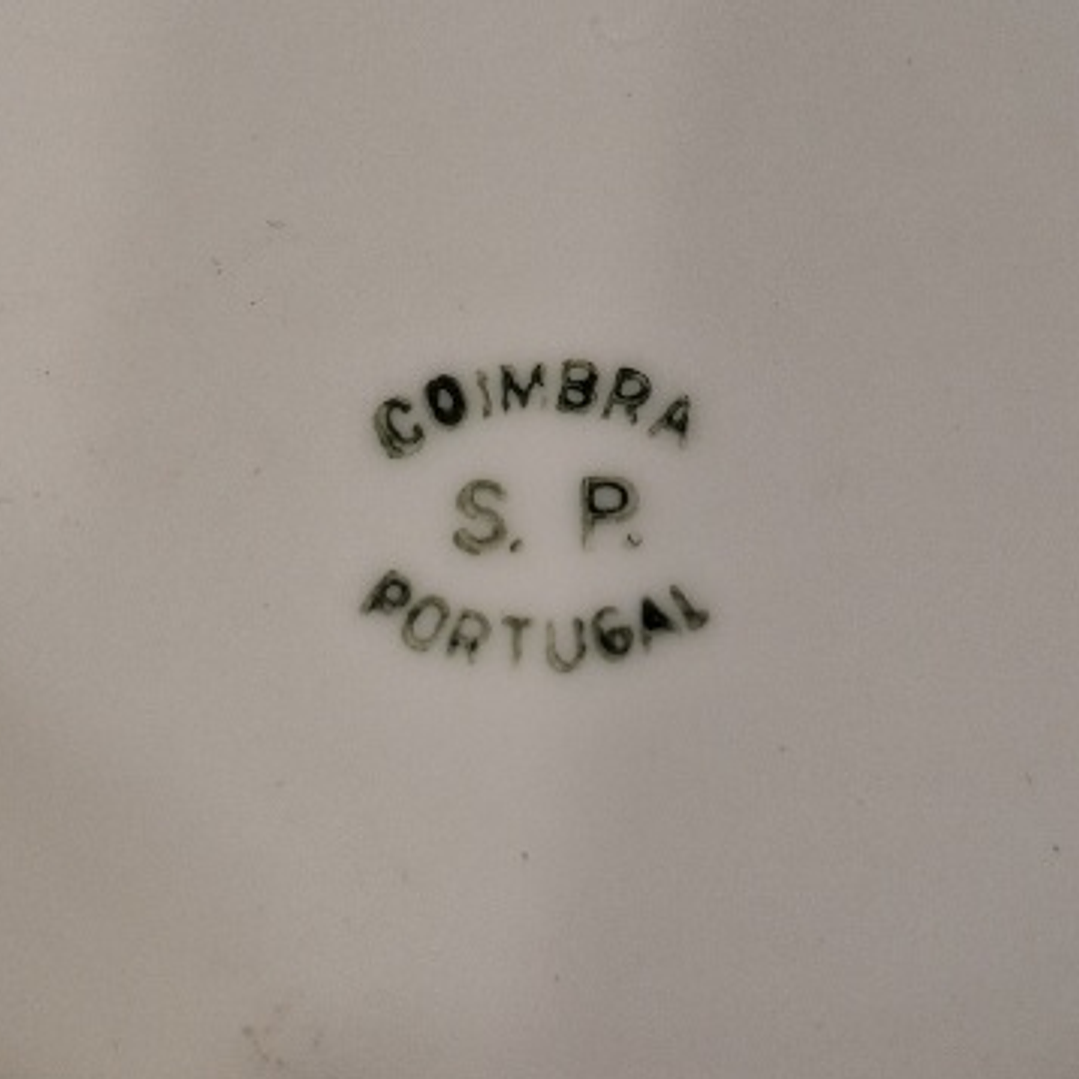 COIMBRA
S. P.
PORTUGAL